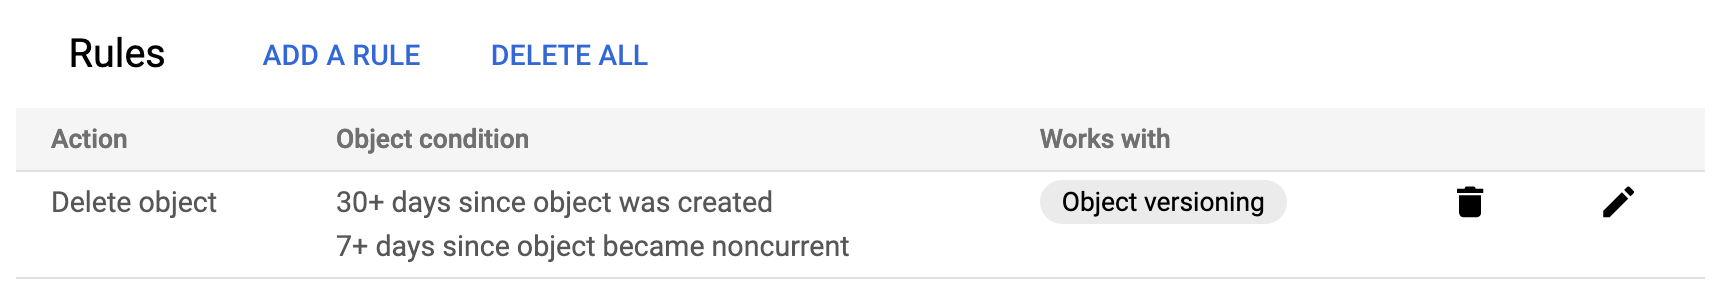 Rules ADD A RULE DELETE ALL
Action Object condition Works with
Delete object 30+ days since object was created Object versioning
7+ days since object became noncurrent